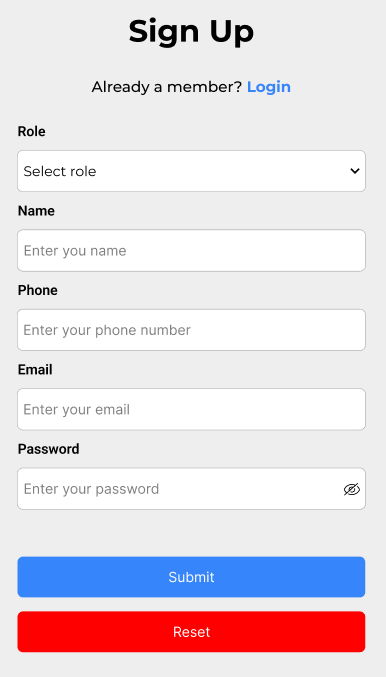 Sign Up
Already a member? Login
Role
Select role
Name
Enter you name
Phone
Enter your phone number
Email
Enter your email
Password
Enter your password
Submit
Reset